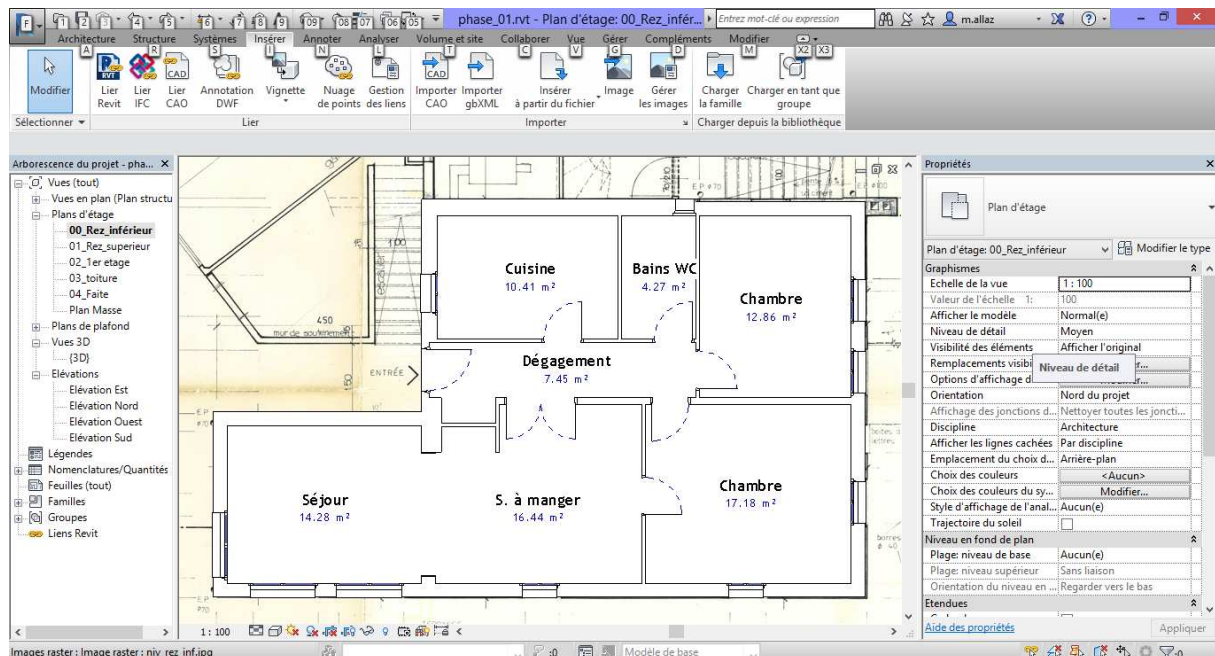 phase_01.rvt - Plan d'étage: 00_Rez_infér...
Entrez mot-clé ou expression
m.allaz
Architecture Structure Systèmes Insérer Annoter Analyser Volume et site Collaborer Vue Gérer Compléments Modifier
Modifier
Lier Revit
Lier IFC
Lier CAO
Annotation DWF
Vignette
Nuage de points
Gestion des liens
Importer CAO
Importer gbXML
Insérer à partir du fichier
Image
Gérer les images
Charger la famille
Charger en tant que groupe
Sélectionner
Lier
Importer
Charger depuis la bibliothèque
Arborescence du projet - pha...
Vues (tout)
Vues en plan (Plan structu
Plans d'étage
00_Rez_inférieur
01_Rez_superieur
02_1er etage
03_toiture
04_Faite
Plan Masse
Plans de plafond
Vues 3D
{3D}
Elévations
Elévation Est
Elévation Nord
Elévation Ouest
Elévation Sud
Légendes
Nomenclatures/Quantités
Feuilles (tout)
Familles
Groupes
Liens Revit
Cuisine
10.41 m²
Bains WC
4.27 m²
Chambre
12.86 m²
450
mur de soutenement
ENTRÉE
Dégagement
7.45 m²
Séjour
14.28 m²
S. à manger
16.44 m²
Chambre
17.18 m²
1 : 100
Propriétés
Plan d'étage
Plan d'étage: 00_Rez_inférieur
Modifier le type
Graphismes
Echelle de la vue 1 : 100
Valeur de l'échelle 1: 100
Afficher le modèle Normal(e)
Niveau de détail Moyen
Visibilité des éléments Afficher l'original
Remplacements visibi
Niveau de détail
Options d'affichage d
Orientation Nord du projet
Affichage des jonctions d... Nettoyer toutes les joncti...
Discipline Architecture
Afficher les lignes cachées Par discipline
Emplacement du choix d... Arrière-plan
Choix des couleurs <Aucun>
Choix des couleurs du sy... Modifier...
Style d'affichage de l'anal... Aucun(e)
Trajectoire du soleil
Niveau en fond de plan
Plage: niveau de base Aucun(e)
Plage: niveau supérieur Sans liaison
Orientation du niveau en ... Regarder vers le bas
Etendues
Aide des propriétés
Appliquer
Images raster : Image raster : niv_rez_inf.jpg
:0
Modèle de base